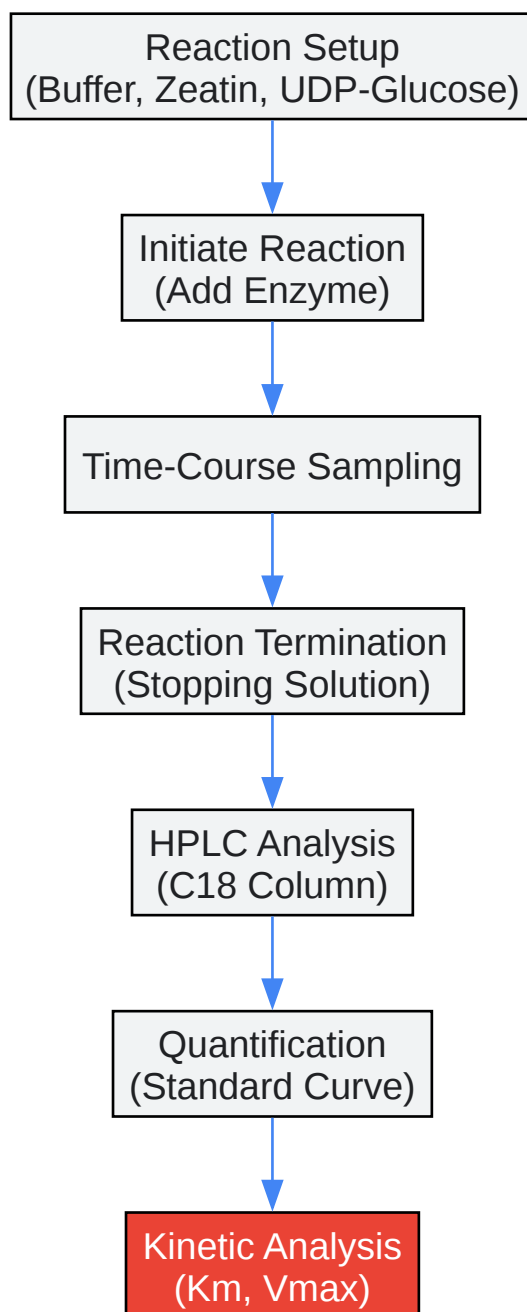 Reaction Setup
(Buffer, Zeatin, UDP-Glucose)
Initiate Reaction
(Add Enzyme)
Time-Course Sampling
Reaction Termination
(Stopping Solution)
HPLC Analysis
(C18 Column)
Quantification
(Standard Curve)
Kinetic Analysis
(Km, Vmax)